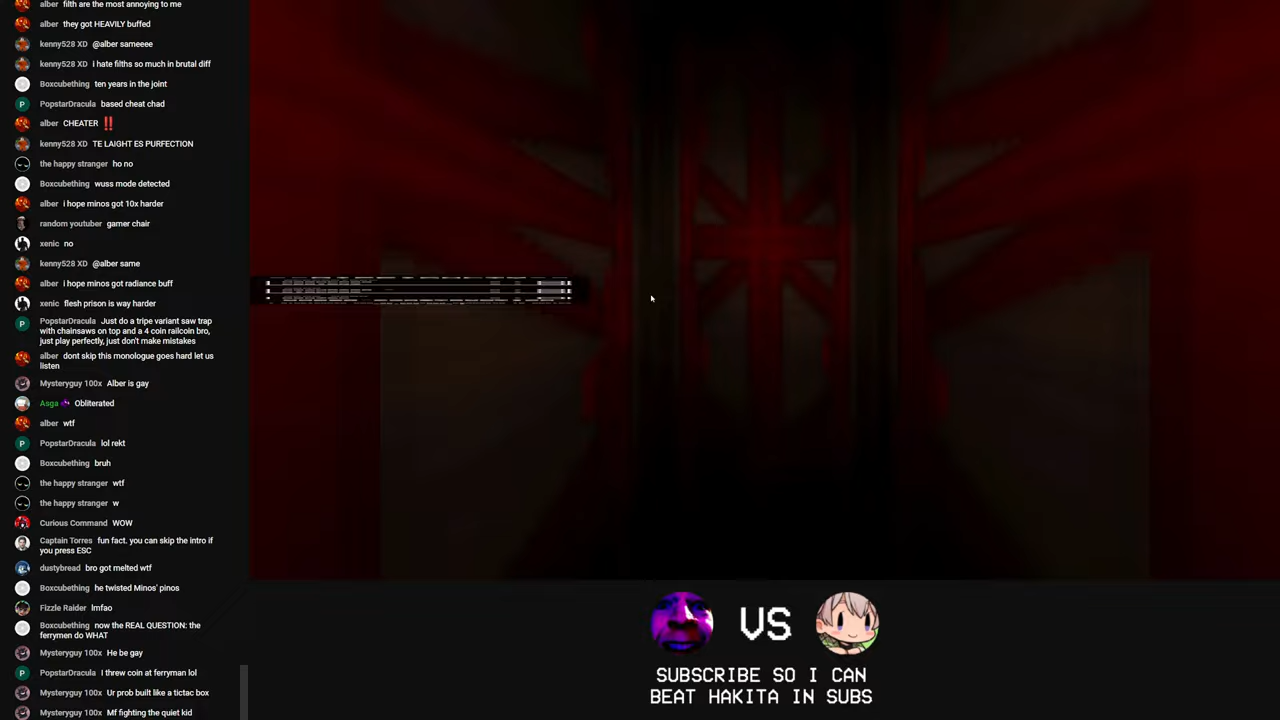 alber filth are the most annoying to me
alber they got HEAVILY buffed
kenny528 XD @alber sameeee
kenny528 XD i hate filths so much in brutal diff
Boxcubething ten years in the joint
PopstarDracula based cheat chad
alber CHEATER ‼️
kenny528 XD TE LAIGHT ES PURFECTION
the happy stranger ho no
Boxcubething wuss mode detected
alber i hope minos got 10x harder
random youtuber gamer chair
xenic no
kenny528 XD @alber same
alber i hope minos got radiance buff
xenic flesh prison is way harder
P
PopstarDracula Just do a tripe variant saw trap
with chainsaws on top and a 4 coin railcoin bro,
just play perfectly, just don't make mistakes
alber dont skip this monologue goes hard let us
listen
Mysteryguy 100x Alber is gay
Asga Obliterated
alber wtf
P
PopstarDracula lol rekt
Boxcubething bruh
the happy stranger wtf
the happy stranger w
Curious Command WOW
Captain Torres fun fact. you can skip the intro if
you press ESC
dustybread bro got melted wtf
Boxcubething he twisted Minos' pinos
Fizzle Raider lmfao
Boxcubething now the REAL QUESTION: the
ferrymen do WHAT
Mysteryguy 100x He be gay
P
PopstarDracula I threw coin at ferryman lol
Mysteryguy 100x Ur prob built like a tictac box
Mysteryguy 100x Mf fighting the quiet kid
VS
SUBSCRIBE SO I CAN
BEAT HAKITA IN SUBS